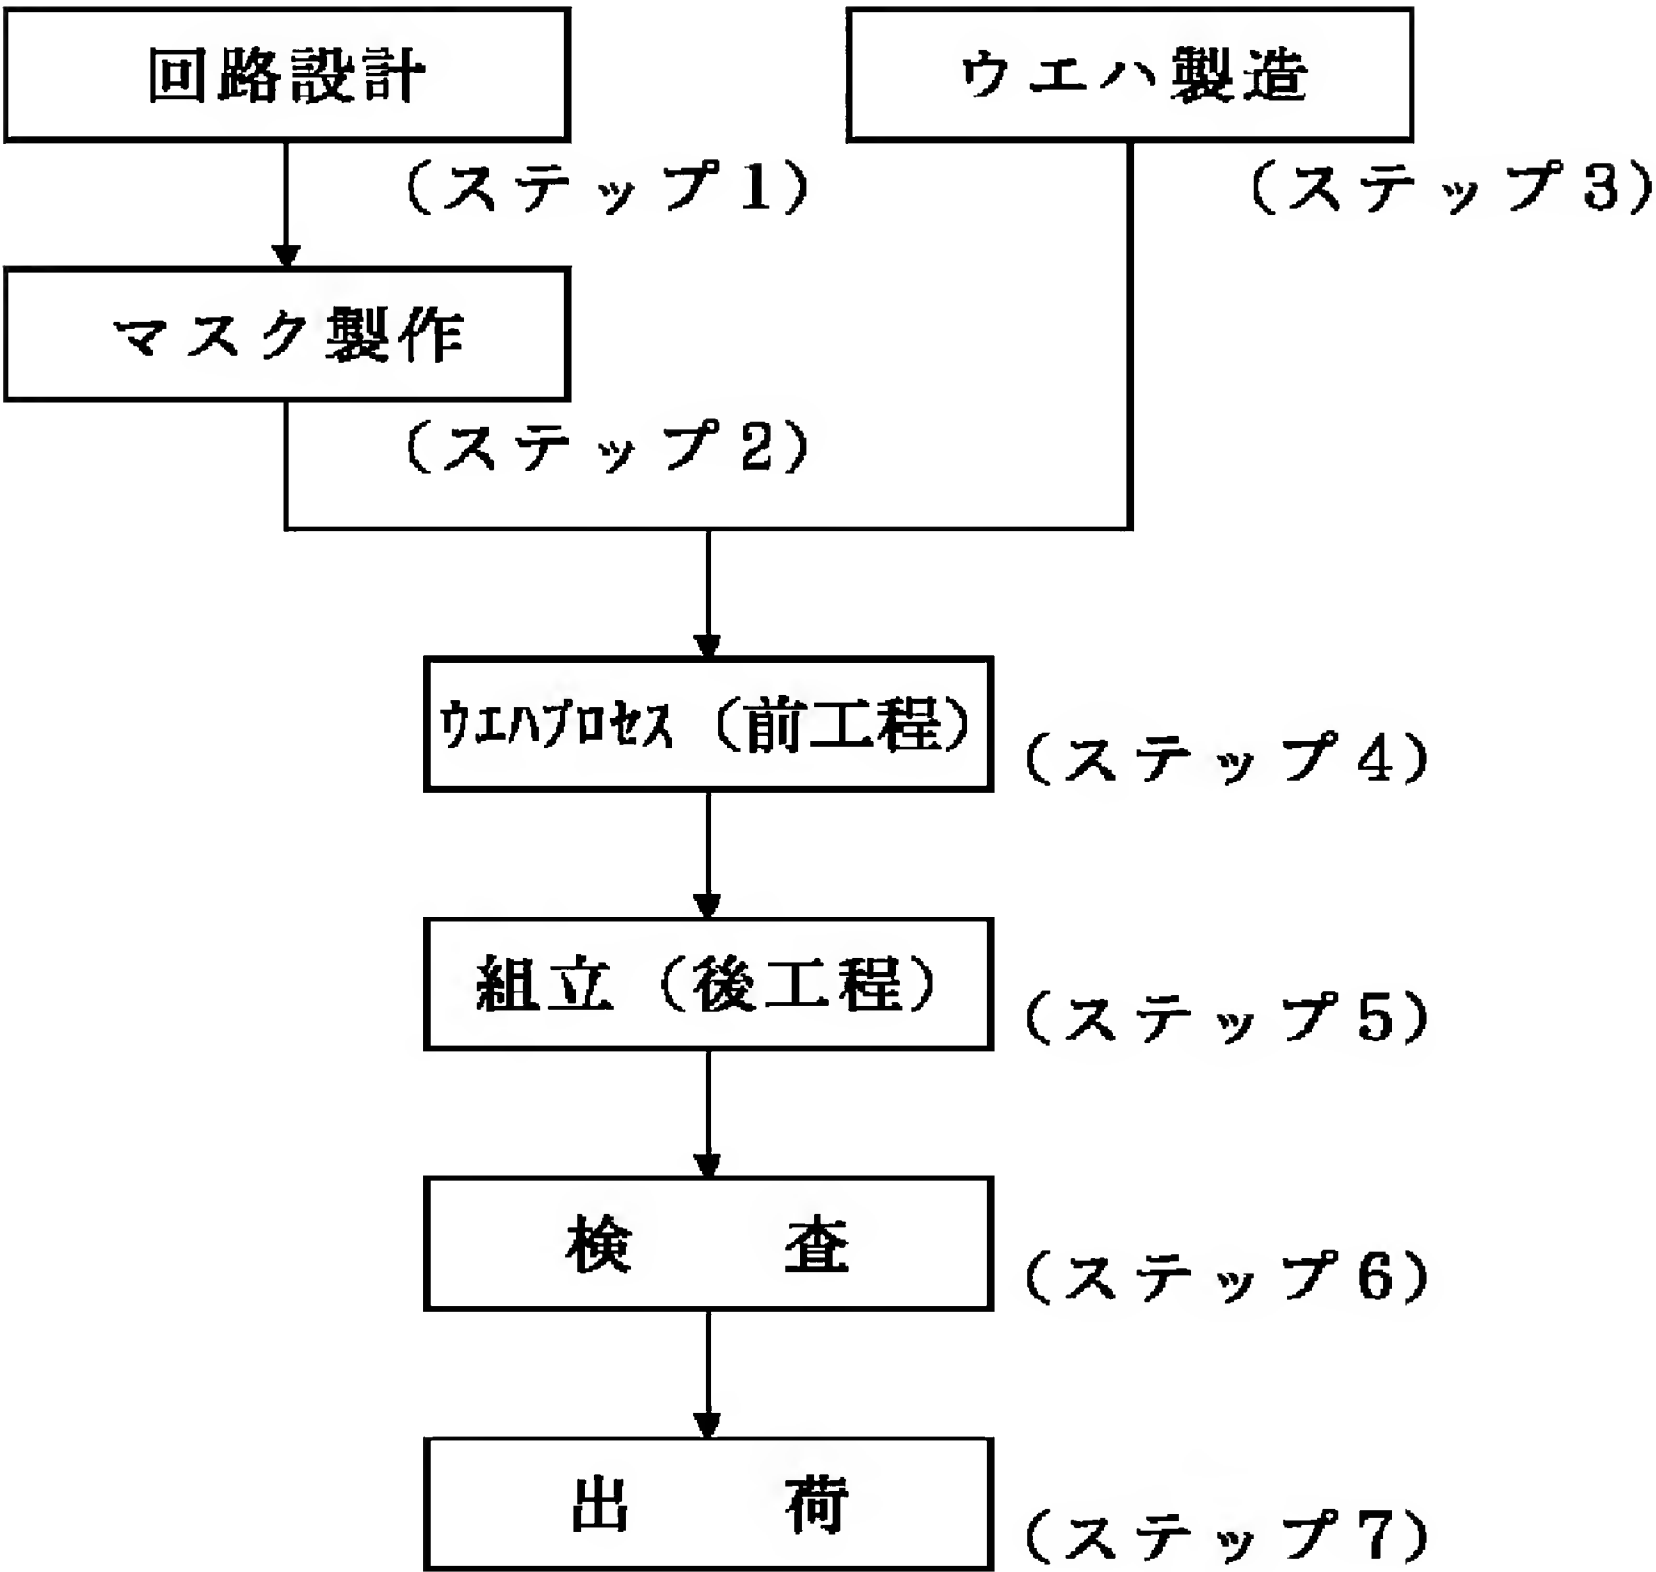 回路設計
(ステップ1)
マスク製作
(ステップ2)
ウエハ製造
(ステップ3)
ｳｴﾊﾌﾟﾛｾｽ(前工程)
(ステップ4)
組立(後工程)
(ステップ5)
検 査
(ステップ6)
出 荷
(ステップ7)